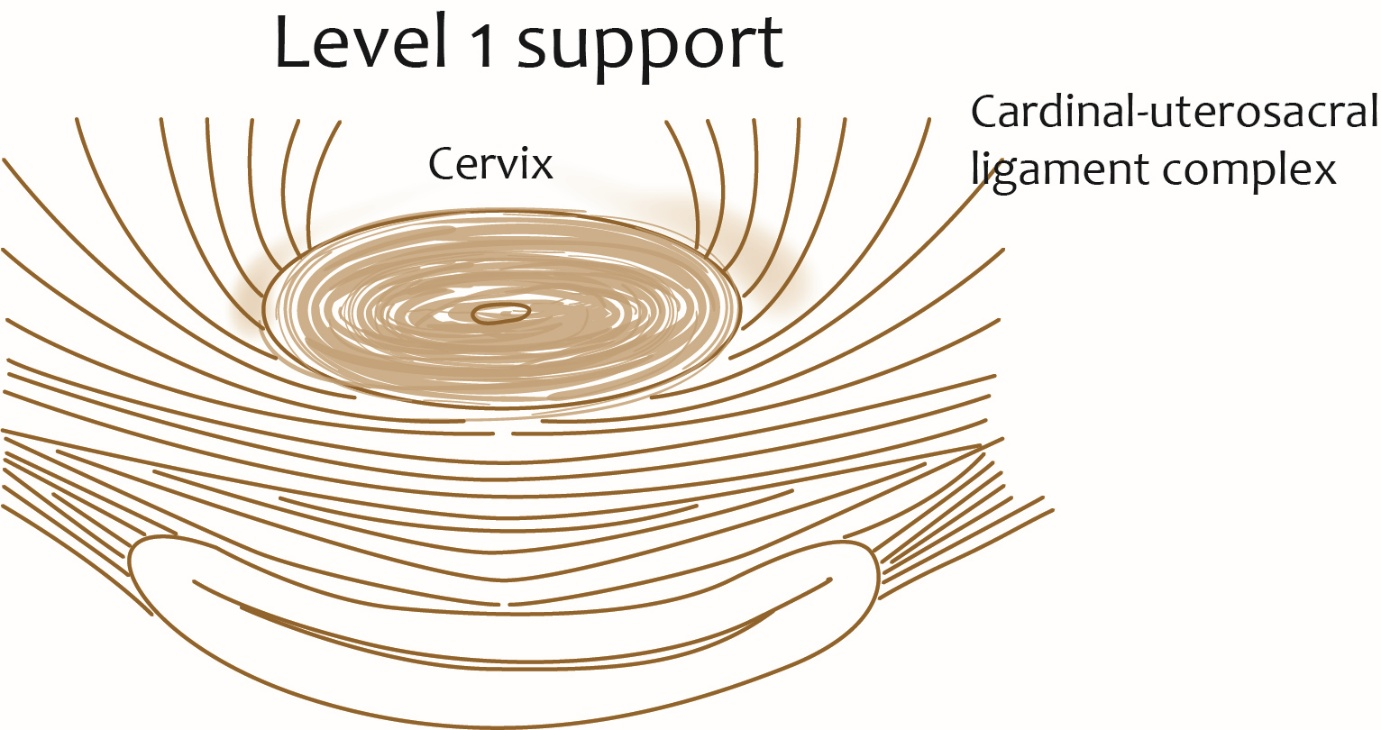 Level 1 support
Cervix
Cardinal-uterosacral
ligament complex